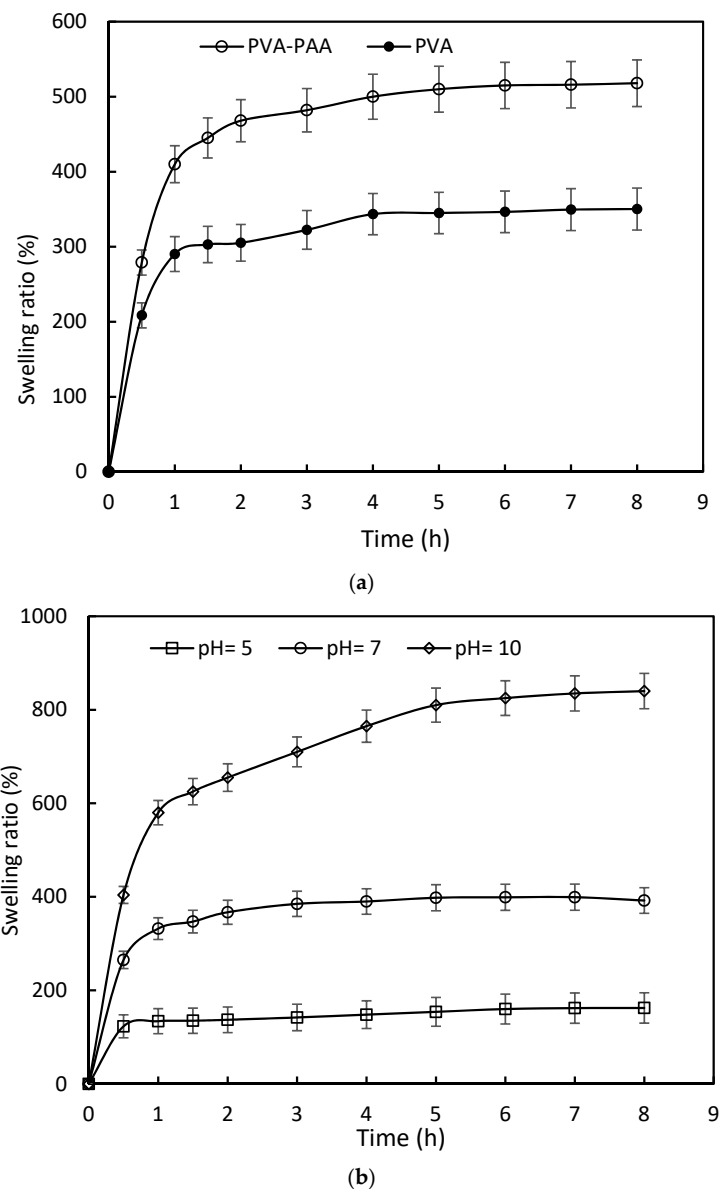 600
PVA-PAA PVA
500
400
300
200
100
0
Swelling ratio (%)
0 1 2 3 4 5 6 7 8 9
Time (h)
(a)
1000
pH= 5 pH= 7 pH= 10
800
600
400
200
0
Swelling ratio (%)
0 1 2 3 4 5 6 7 8 9
Time (h)
(b)